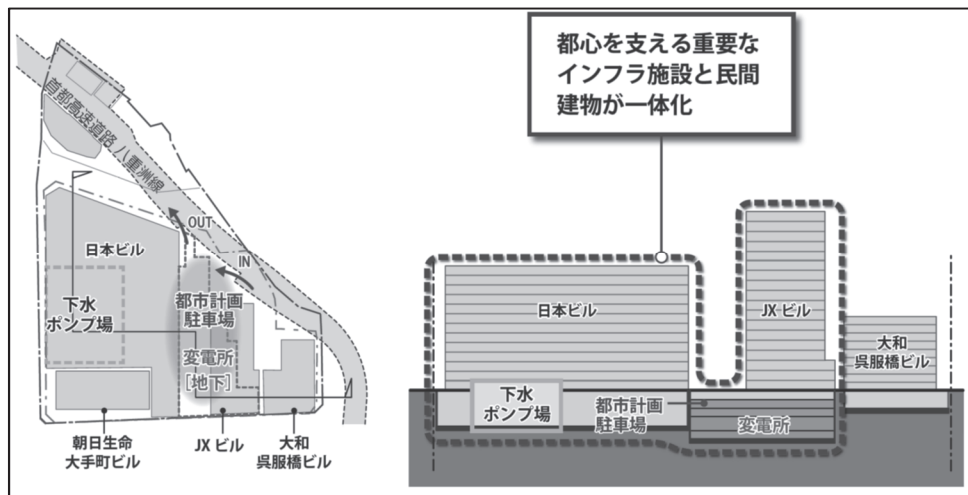 首都高速道路 八重洲線
OUT
IN
日本ビル
下水
ポンプ場
都市計画
駐車場
変電所
[地下]
朝日生命
大手町ビル
JX ビル
大和
呉服橋ビル
都心を支える重要な
インフラ施設と民間
建物が一体化
日本ビル
JX ビル
大和
呉服橋ビル
下水
ポンプ場
都市計画
駐車場
変電所